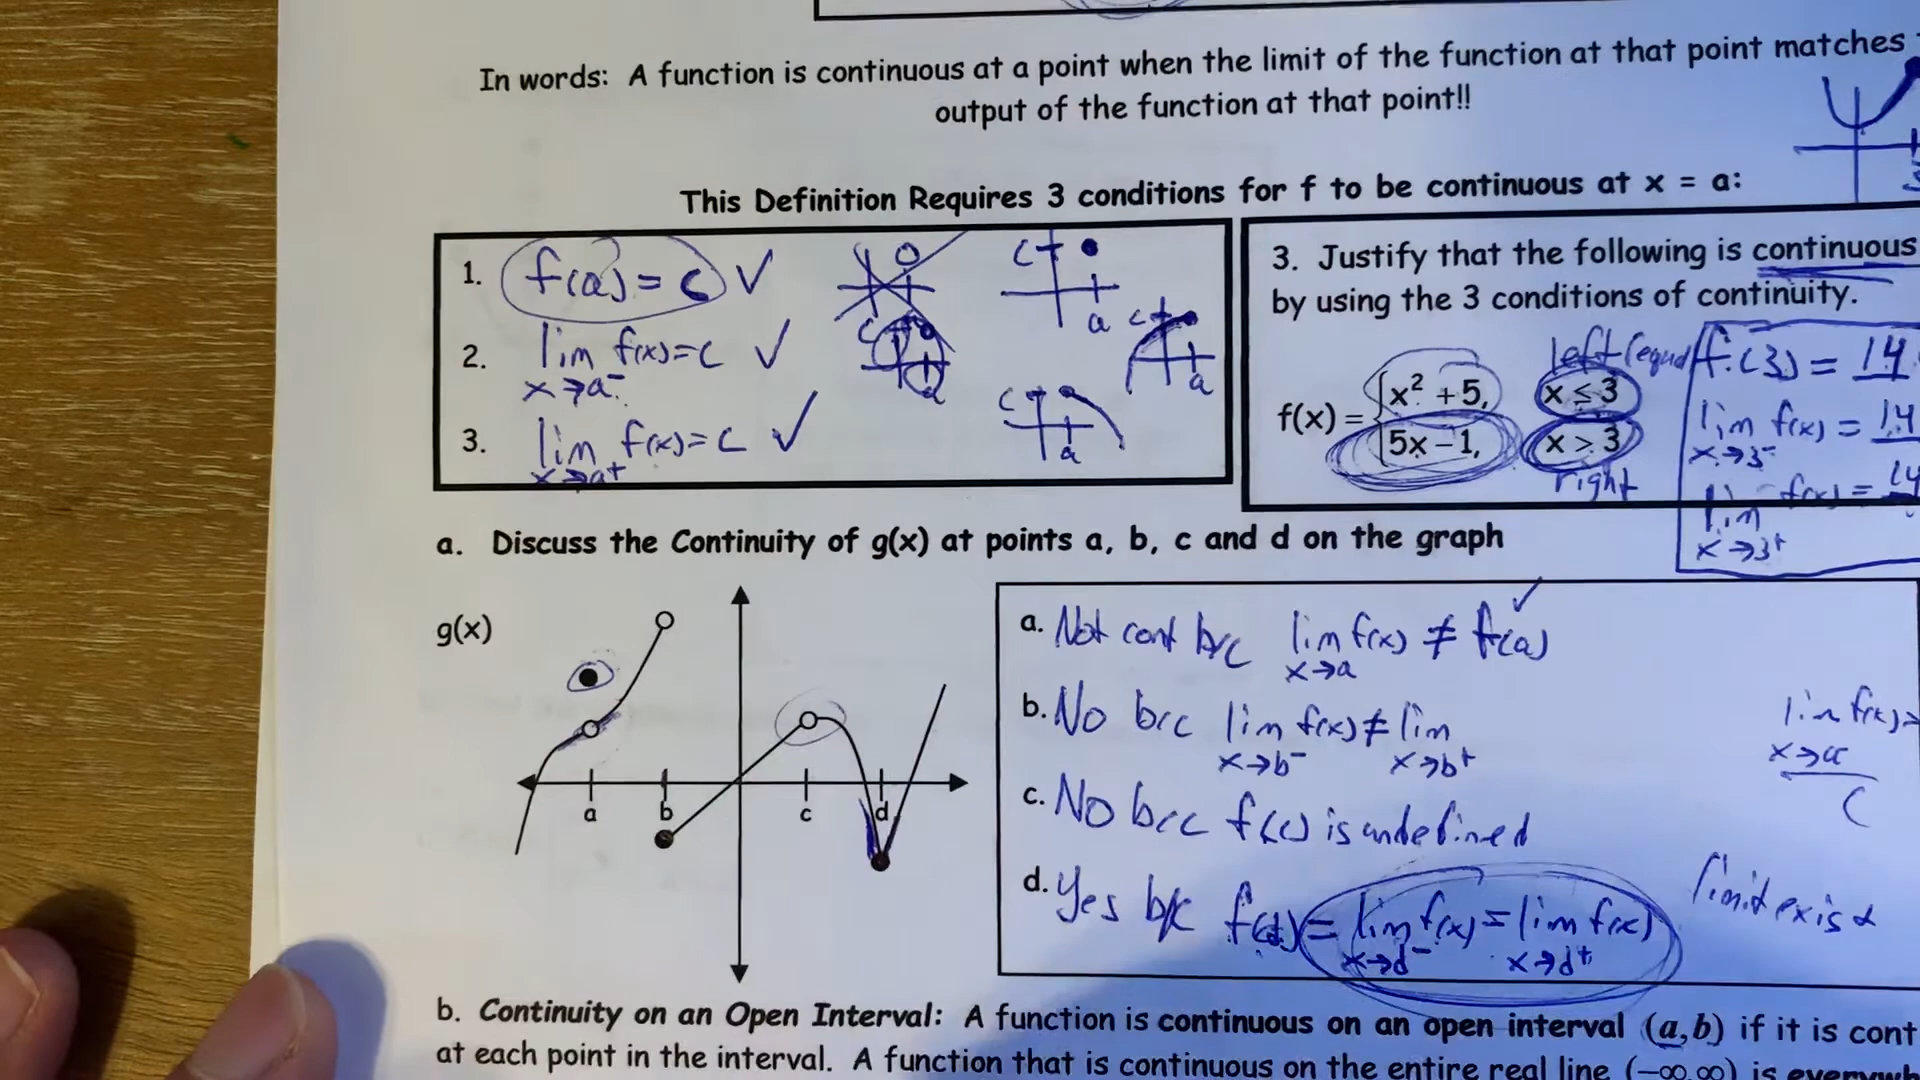 In words: A function is continuous at a point when the limit of the function at that point matches
output of the function at that point!!
This Definition Requires 3 conditions for f to be continuous at x = a:
1. f(a) = c ✓
2. lim f(x)=c ✓
x→a⁻
3. lim f(x)=c ✓
x→a⁺
c
a
c
a
c
a
c
a
3. Justify that the following is continuous
by using the 3 conditions of continuity.
f(x) = { x² + 5, x ≤ 3
5x − 1, x > 3
left
right
f(3) = 14
lim f(x) = 14
x→3⁻
lim f(x) = 14
x→3⁺
a. Discuss the Continuity of g(x) at points a, b, c and d on the graph
g(x)
a b c d
a. Not cont b/c lim f(x) ≠ f(a) ✓
x→a
b. No b/c lim f(x) ≠ lim
x→b⁻ x→b⁺
c. No b/c f(c) is undefined
d. Yes b/c f(d) = lim f(x) = lim f(x)
x→d⁻ x→d⁺
lim f(x)=
x→a
limit exist
b. Continuity on an Open Interval: A function is continuous on an open interval (a,b) if it is cont
at each point in the interval. A function that is continuous on the entire real line (−∞,∞) is everywh